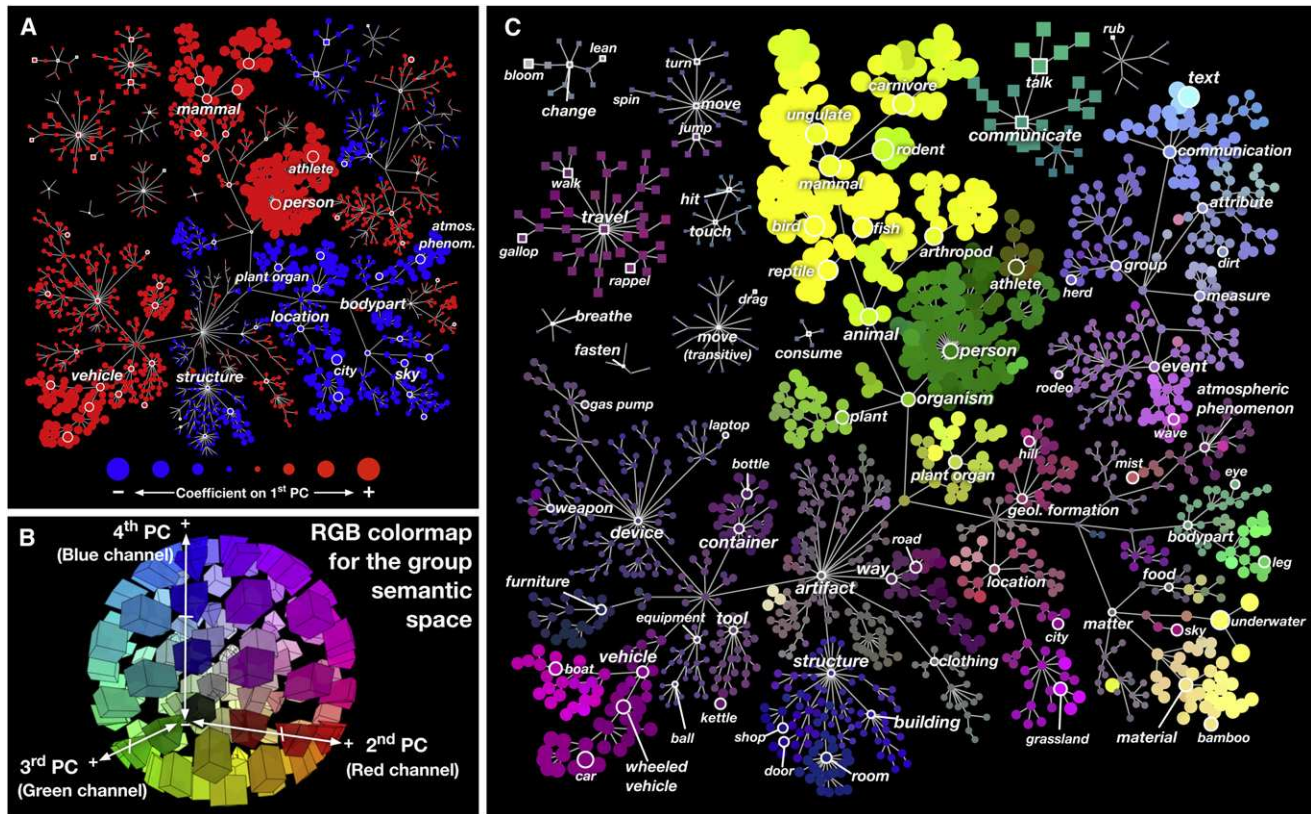 A
mammal
athlete
person
atmos.
phenom.
plant organ
bodypart
location
city
sky
vehicle
structure
- Coefficient on 1st PC +
B
4th PC +
(Blue channel)
RGB colormap
for the group
semantic
space
+ 2nd PC
(Red channel)
3rd PC +
(Green channel)
C
lean
bloom
change
turn
spin
move
jump
talk
communicate
rub
text
communication
carnivore
ungulate
rodent
mammal
walk
travel
gallop
rappel
hit
touch
bird
fish
reptile
arthropod
athlete
animal
person
attribute
dirt
group
herd
measure
breathe
fasten
drag
move
(transitive)
consume
event
rodeo
atmospheric
phenomenon
wave
gas pump
plant
organism
laptop
bottle
plant organ
hill
mist
eye
weapon
device
container
geol. formation
bodypart
leg
road
way
artifact
location
food
furniture
equipment
tool
matter
sky
underwater
city
vehicle
boat
structure
clothing
building
kettle
ball
shop
door
room
grassland
material
bamboo
car
wheeled
vehicle